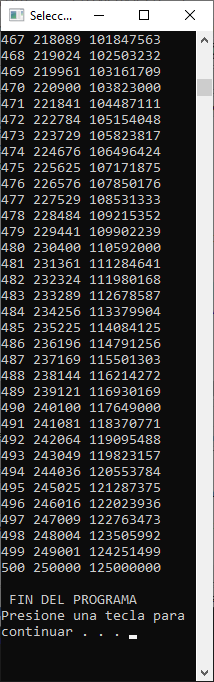 Selecc...
467 218089 101847563
468 219024 102503232
469 219961 103161709
470 220900 103823000
471 221841 104487111
472 222784 105154048
473 223729 105823817
474 224676 106496424
475 225625 107171875
476 226576 107850176
477 227529 108531333
478 228484 109215352
479 229441 109902239
480 230400 110592000
481 231361 111284641
482 232324 111980168
483 233289 112678587
484 234256 113379904
485 235225 114084125
486 236196 114791256
487 237169 115501303
488 238144 116214272
489 239121 116930169
490 240100 117649000
491 241081 118370771
492 242064 119095488
493 243049 119823157
494 244036 120553784
495 245025 121287375
496 246016 122023936
497 247009 122763473
498 248004 123505992
499 249001 124251499
500 250000 125000000
FIN DEL PROGRAMA
Presione una tecla para
continuar . . .